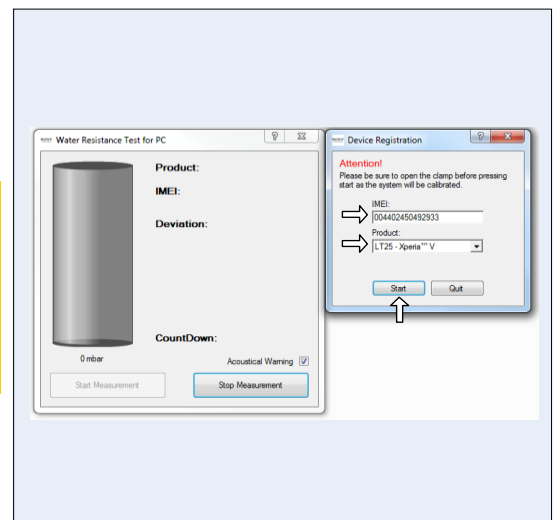 Water Resistance Test for PC
Product:
IMEI:
Deviation:
CountDown:
0 mbar
Acoustical Warning
Start Measurement
Stop Measurement
Device Registration
Attention!
Please be sure to open the clamp before pressing
start as the system will be calibrated.
IMEI:
004402450492933
Product:
LT25 - Xperia™ V
Start
Quit